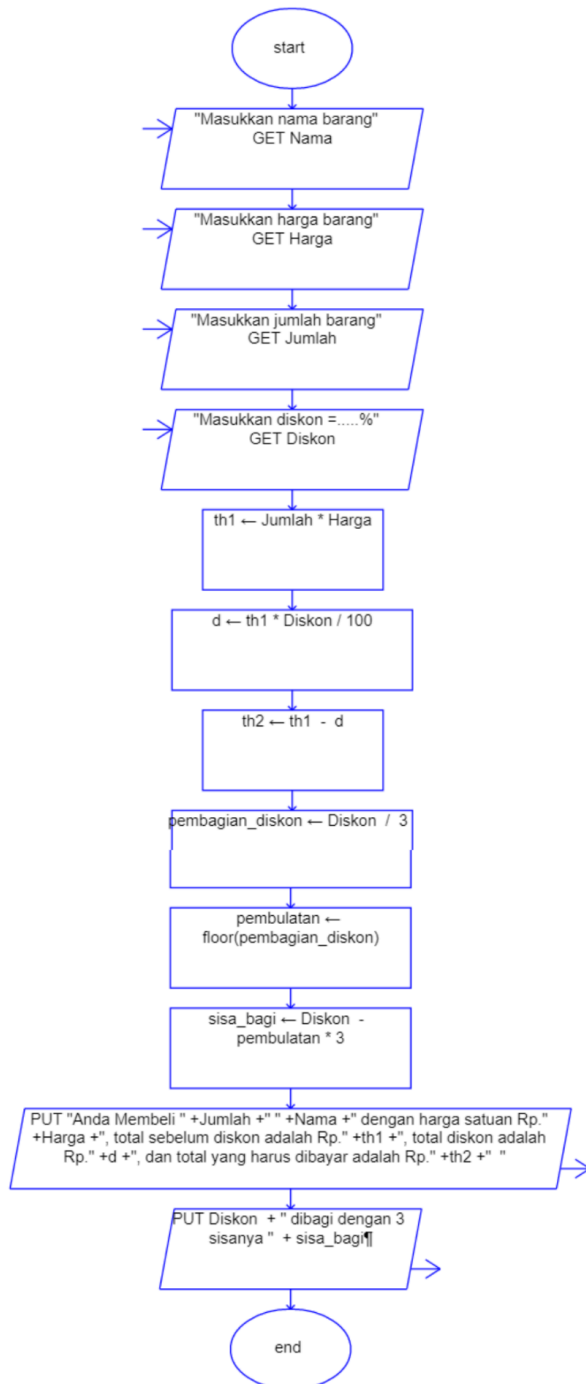 start
"Masukkan nama barang"
GET Nama
"Masukkan harga barang"
GET Harga
"Masukkan jumlah barang"
GET Jumlah
"Masukkan diskon =.....%"
GET Diskon
th1 ← Jumlah * Harga
d ← th1 * Diskon / 100
th2 ← th1 - d
pembagian_diskon ← Diskon / 3
pembulatan ←
floor(pembagian_diskon)
sisa_bagi ← Diskon -
pembulatan * 3
PUT "Anda Membeli " +Jumlah +" " +Nama +" dengan harga satuan Rp."
+Harga +", total sebelum diskon adalah Rp." +th1 +", total diskon adalah
Rp." +d +", dan total yang harus dibayar adalah Rp." +th2 +" "
PUT Diskon + " dibagi dengan 3
sisanya " + sisa_bagi¶
end